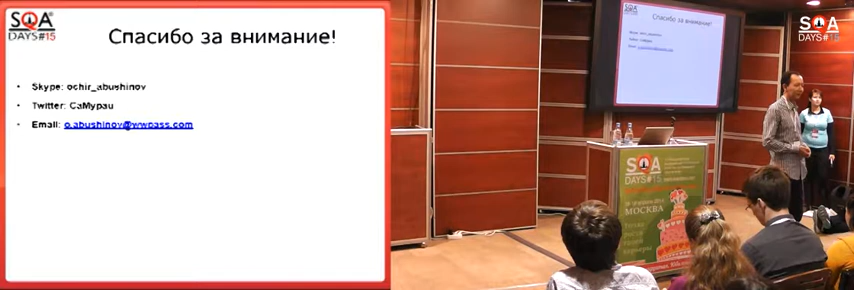 SQA
DAYS#15
Спасибо за внимание!
Skype: ochir_abushinov
Twitter: CaMypau
Email: o.abushinov@wwpass.com
Спасибо за внимание!
SQA
DAYS#15
SQA
DAYS#15
МОСКВА